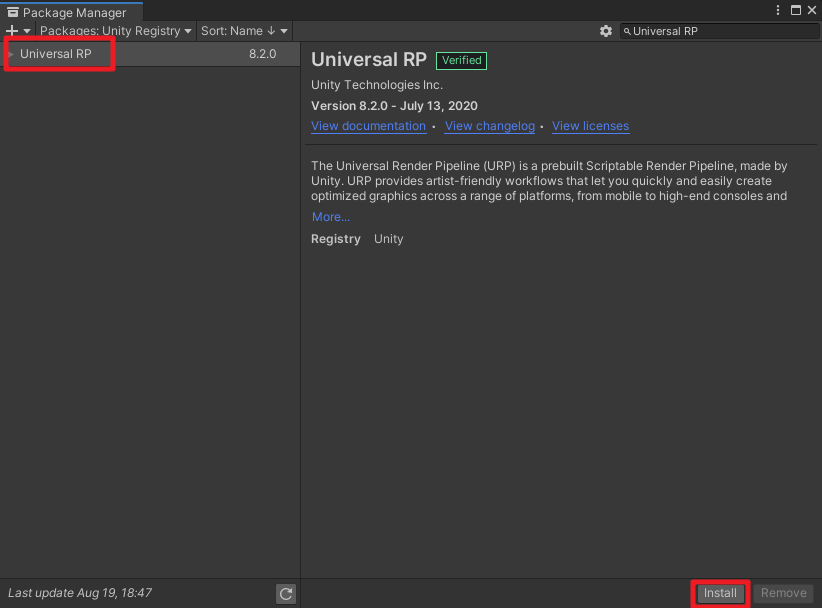 Package Manager
Packages: Unity Registry Sort: Name ↓ Universal RP
Universal RP 8.2.0
Universal RP Verified
Unity Technologies Inc.
Version 8.2.0 - July 13, 2020
View documentation • View changelog • View licenses
The Universal Render Pipeline (URP) is a prebuilt Scriptable Render Pipeline, made by
Unity. URP provides artist-friendly workflows that let you quickly and easily create
optimized graphics across a range of platforms, from mobile to high-end consoles and
More...
Registry Unity
Last update Aug 19, 18:47 Install Remove